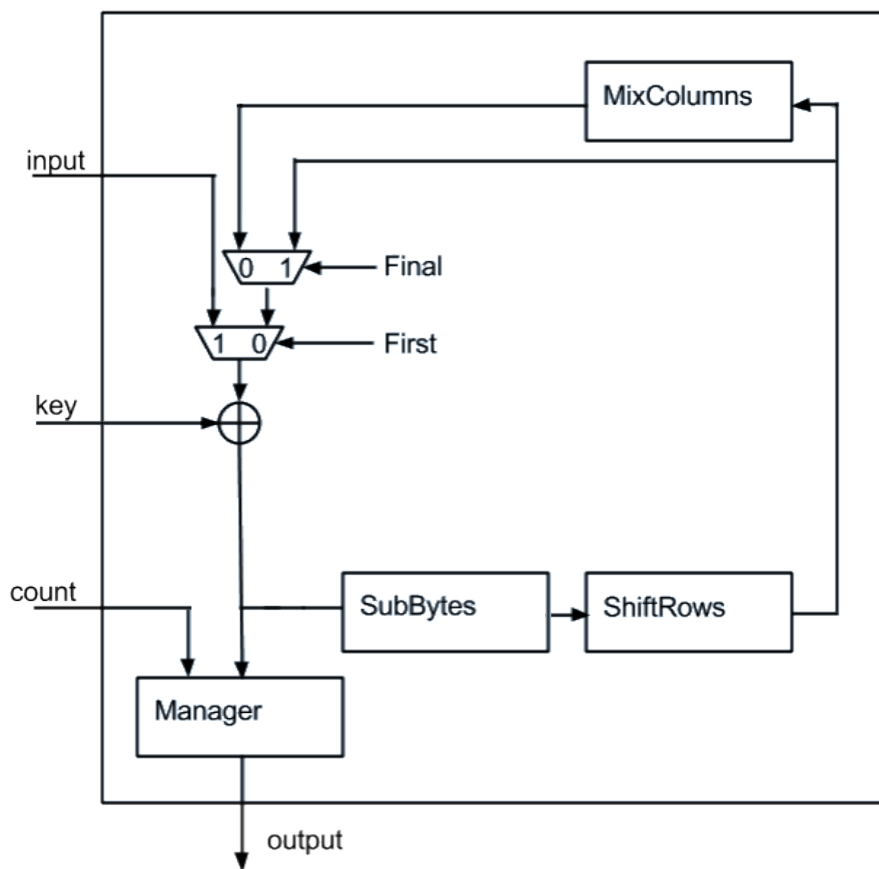 MixColumns
input
0 1
Final
1 0
First
key
count
SubBytes
ShiftRows
Manager
output